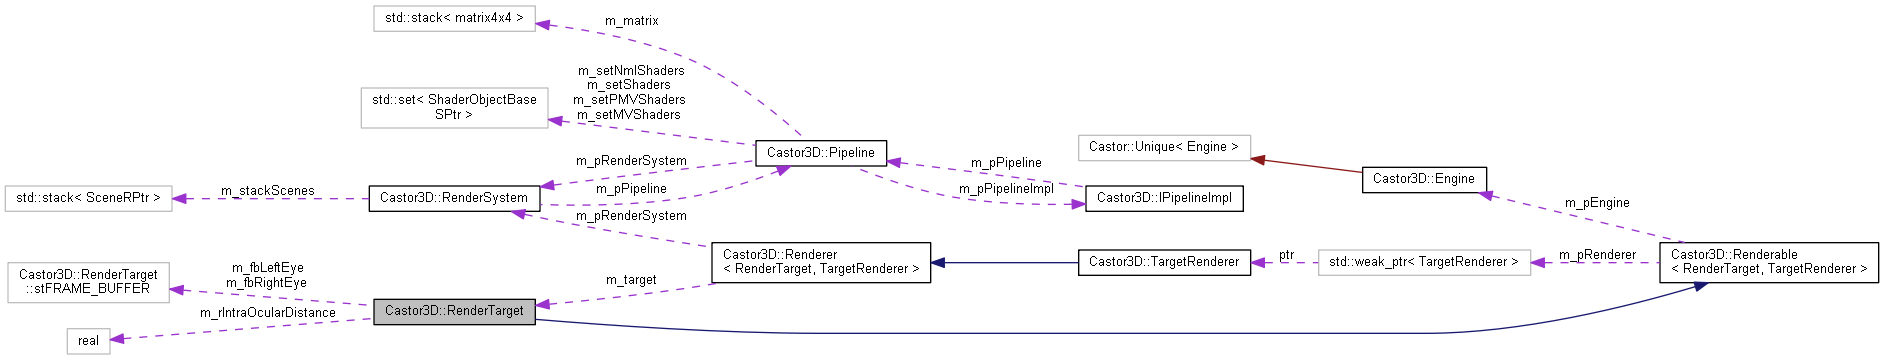 std::stack< matrix4x4 >
m_matrix
m_setNmlShaders
m_setShaders
m_setPMVShaders
m_setMVShaders
std::set< ShaderObjectBase
SPtr >
Castor3D::Pipeline
Castor::Unique< Engine >
m_pRenderSystem
m_pPipeline
m_pPipeline
m_pPipelineImpl
Castor3D::Engine
std::stack< SceneRPtr >
m_stackScenes
Castor3D::RenderSystem
Castor3D::IPipelineImpl
m_pRenderSystem
m_pEngine
Castor3D::Renderer
< RenderTarget, TargetRenderer >
Castor3D::TargetRenderer
ptr
std::weak_ptr< TargetRenderer >
m_pRenderer
Castor3D::Renderable
< RenderTarget, TargetRenderer >
Castor3D::RenderTarget
::stFRAME_BUFFER
m_fbLeftEye
m_fbRightEye
m_target
m_rIntraOcularDistance
Castor3D::RenderTarget
real